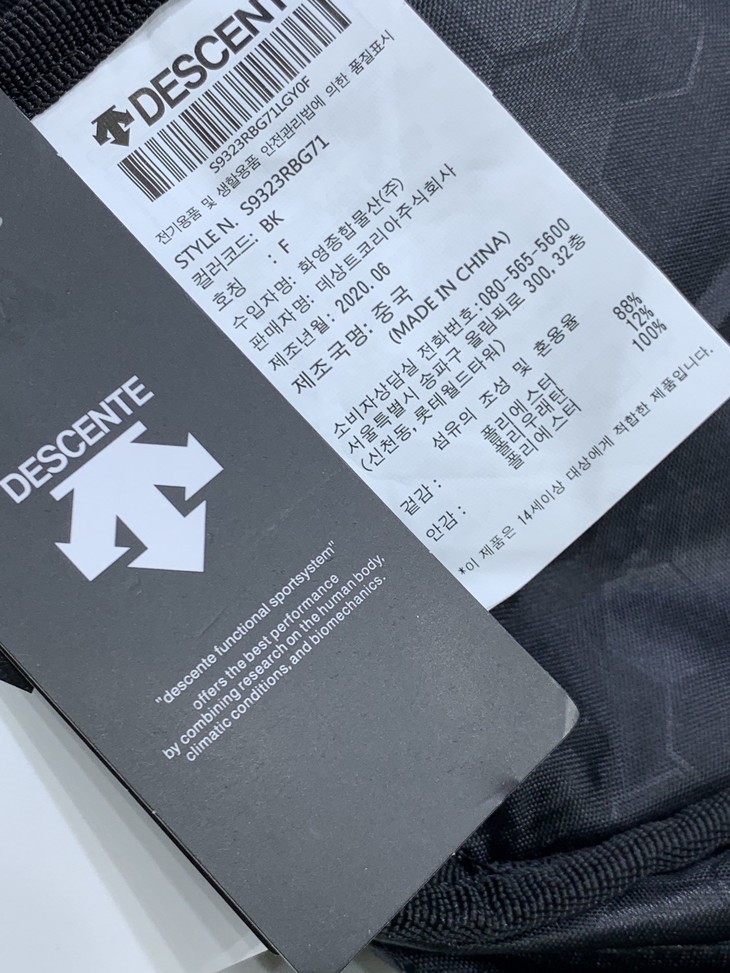 DESCENT
S9323RBG71LGY0F
전기용품 및 생활용품 안전관리법에 의한 품질표시
STYLE N. S9323RBG71
컬러코드: BK
호칭 : F
수입자명: 화영종합물산(주)
판매자명: 데상트코리아주식회사
제조년월: 2020. 06
제조국명: 중국
(MADE IN CHINA)
소비자상담실 전화번호:080-565-5600
서울특별시 송파구 올림픽로 300, 32층
(신천동, 롯데월드타워)
섬유의 조성 및 혼용율
겉감 : 폴리에스터 88%
폴리우레탄 12%
안감 : 폴리에스터 100%
*이 제품은 14세이상 대상에게 적합한 제품입니다.
DESCENTE
"descente functional sportsystem"
offers the best performance
by combining research on the human body,
climatic conditions, and biomechanics.